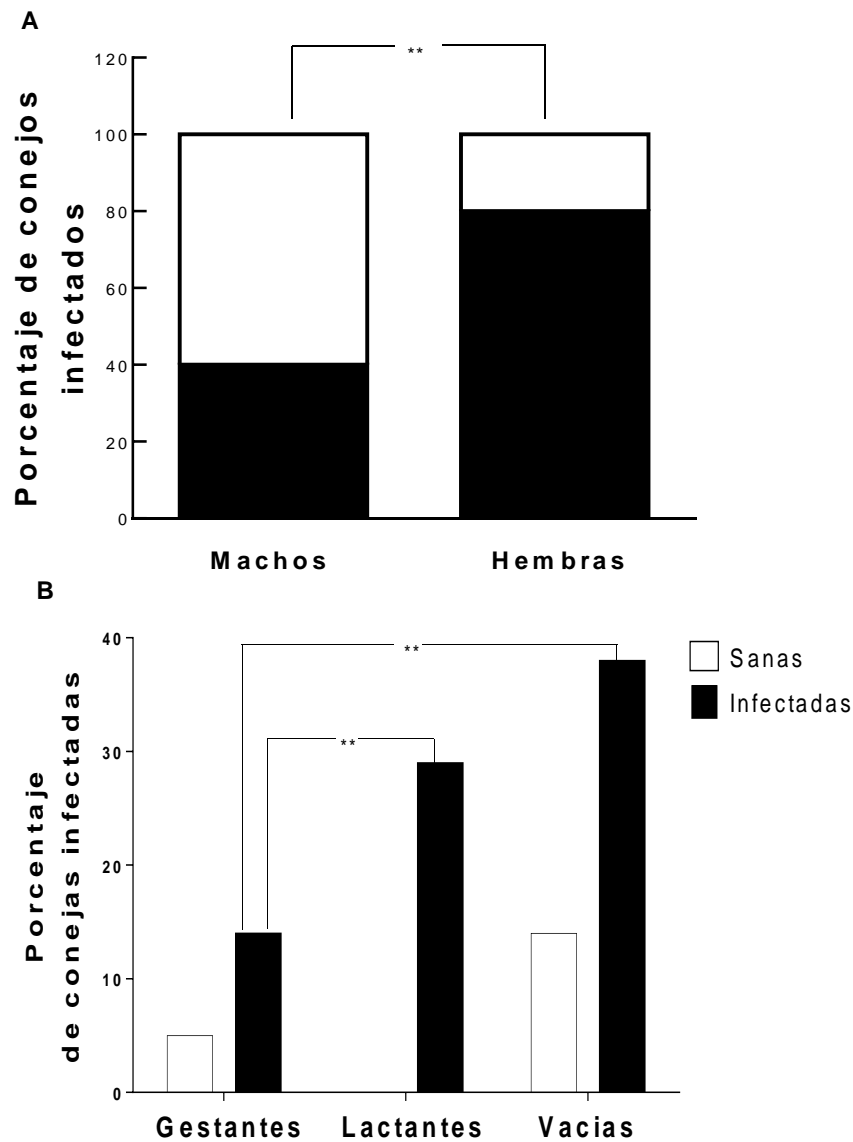 A
Porcentaje de conejos
infectados
120
100
80
60
40
20
0
**
Machos
Hembras
B
Porcentaje
de conejas infectadas
40
30
20
10
0
**
**
Gestantes
Lactantes
Vacias
Sanas
Infectadas